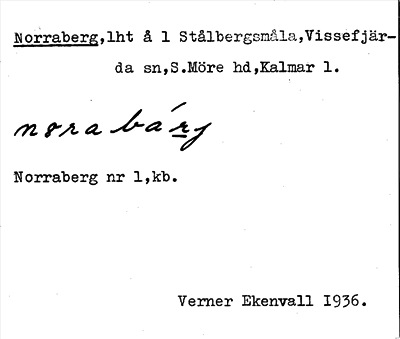 Norraberg,lht å 1 Stålbergsmåla,Vissefjär-
da sn,S.Möre hd,Kalmar l.
Norraberg nr 1,kb.
Verner Ekenvall 1936.